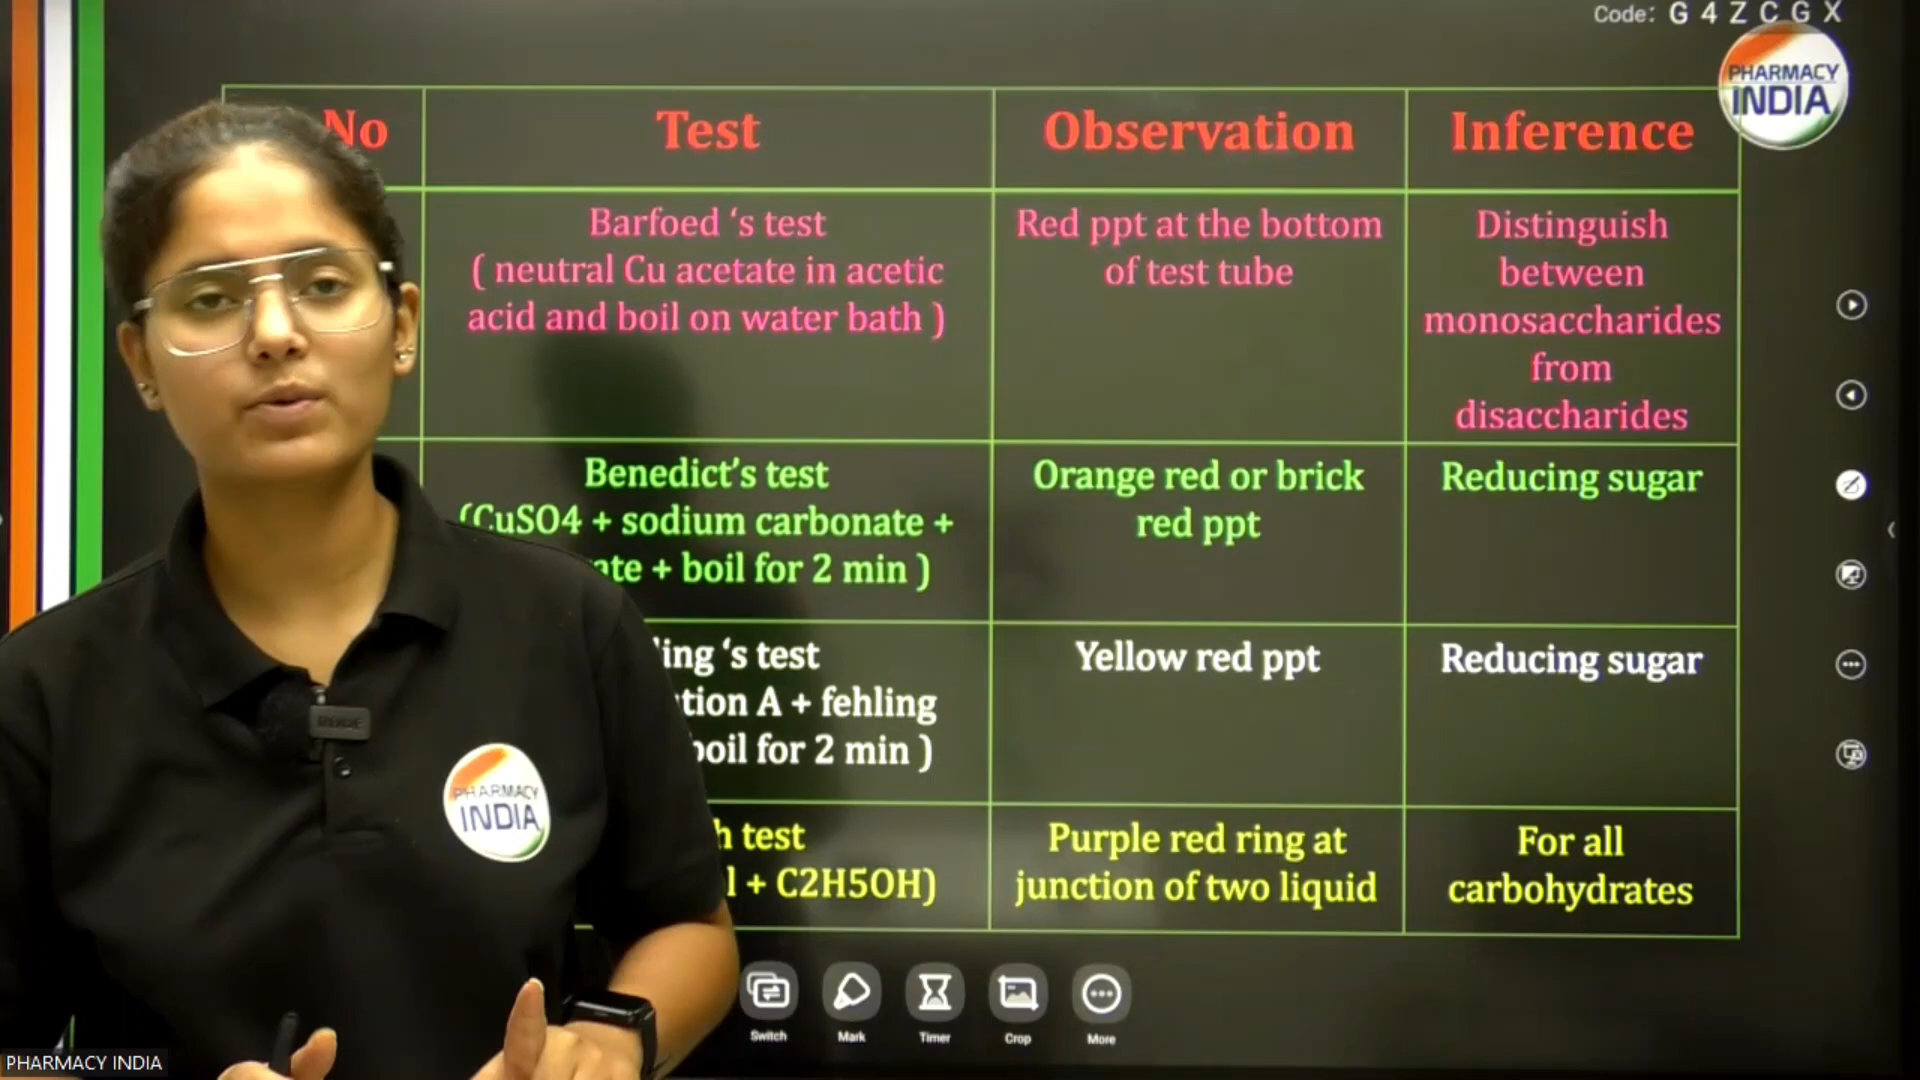 Code: G 4 Z C G X
PHARMACY
INDIA
No
Test
Observation
Inference
Barfoed ‘s test
( neutral Cu acetate in acetic
acid and boil on water bath )
Red ppt at the bottom
of test tube
Distinguish
between
monosaccharides
from
disaccharides
Benedict’s test
(CuSO4 + sodium carbonate +
+ boil for 2 min )
Orange red or brick
red ppt
Reducing sugar
‘s test
A + fehling
boil for 2 min )
Yellow red ppt
Reducing sugar
test
+ C2H5OH)
Purple red ring at
junction of two liquid
For all
carbohydrates
RODE
PHARMACY
INDIA
Switch
Mark
Timer
Crop
More
PHARMACY INDIA